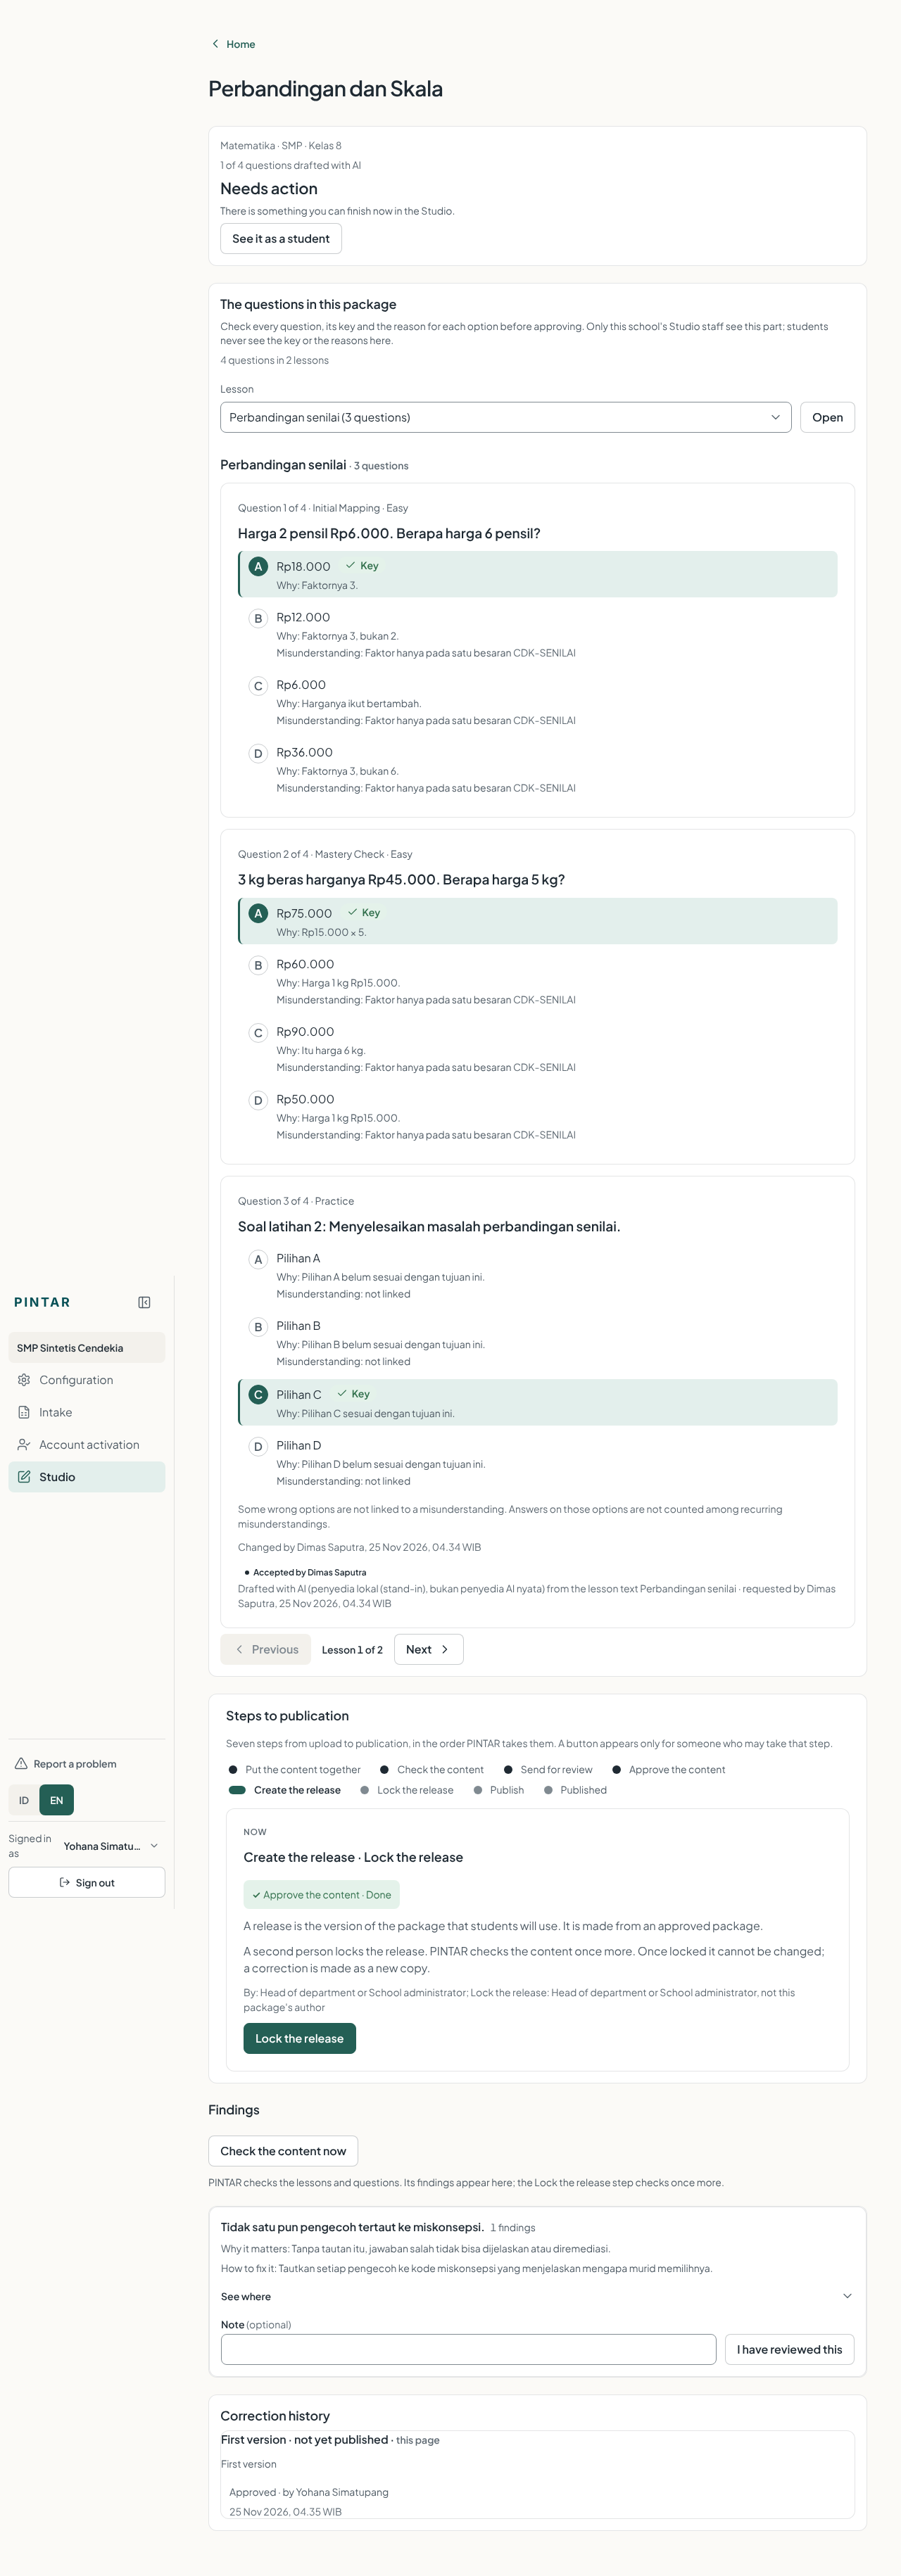 Home
Perbandingan dan Skala
Matematika · SMP · Kelas 8
1 of 4 questions drafted with AI
Needs action
There is something you can finish now in the Studio.
See it as a student
The questions in this package
Check every question, its key and the reason for each option before approving. Only this school's Studio staff see this part; students
never see the key or the reasons here.
4 questions in 2 lessons
Lesson
Perbandingan senilai (3 questions)
Open
Perbandingan senilai · 3 questions
Question 1 of 4 · Initial Mapping · Easy
Harga 2 pensil Rp6.000. Berapa harga 6 pensil?
A Rp18.000 Key
Why: Faktornya 3.
B Rp12.000
Why: Faktornya 3, bukan 2.
Misunderstanding: Faktor hanya pada satu besaran CDK-SENILAI
C Rp6.000
Why: Harganya ikut bertambah.
Misunderstanding: Faktor hanya pada satu besaran CDK-SENILAI
D Rp36.000
Why: Faktornya 3, bukan 6.
Misunderstanding: Faktor hanya pada satu besaran CDK-SENILAI
Question 2 of 4 · Mastery Check · Easy
3 kg beras harganya Rp45.000. Berapa harga 5 kg?
A Rp75.000 Key
Why: Rp15.000 × 5.
B Rp60.000
Why: Harga 1 kg Rp15.000.
Misunderstanding: Faktor hanya pada satu besaran CDK-SENILAI
C Rp90.000
Why: Itu harga 6 kg.
Misunderstanding: Faktor hanya pada satu besaran CDK-SENILAI
D Rp50.000
Why: Harga 1 kg Rp15.000.
Misunderstanding: Faktor hanya pada satu besaran CDK-SENILAI
Question 3 of 4 · Practice
Soal latihan 2: Menyelesaikan masalah perbandingan senilai.
A Pilihan A
Why: Pilihan A belum sesuai dengan tujuan ini.
Misunderstanding: not linked
B Pilihan B
Why: Pilihan B belum sesuai dengan tujuan ini.
Misunderstanding: not linked
C Pilihan C Key
Why: Pilihan C sesuai dengan tujuan ini.
D Pilihan D
Why: Pilihan D belum sesuai dengan tujuan ini.
Misunderstanding: not linked
Some wrong options are not linked to a misunderstanding. Answers on those options are not counted among recurring
misunderstandings.
Changed by Dimas Saputra, 25 Nov 2026, 04.34 WIB
Accepted by Dimas Saputra
Drafted with AI (penyedia lokal (stand-in), bukan penyedia AI nyata) from the lesson text Perbandingan senilai · requested by Dimas
Saputra, 25 Nov 2026, 04.34 WIB
Previous
Lesson 1 of 2
Next
PINTAR
SMP Sintetis Cendekia
Configuration
Intake
Account activation
Studio
Report a problem
ID
EN
Signed in
as
Yohana Simatu...
Sign out
Steps to publication
Seven steps from upload to publication, in the order PINTAR takes them. A button appears only for someone who may take that step.
Put the content together
Check the content
Send for review
Approve the content
Create the release
Lock the release
Publish
Published
NOW
Create the release · Lock the release
Approve the content · Done
A release is the version of the package that students will use. It is made from an approved package.
A second person locks the release. PINTAR checks the content once more. Once locked it cannot be changed;
a correction is made as a new copy.
By: Head of department or School administrator; Lock the release: Head of department or School administrator, not this
package's author
Lock the release
Findings
Check the content now
PINTAR checks the lessons and questions. Its findings appear here; the Lock the release step checks once more.
Tidak satu pun pengecoh tertaut ke miskonsepsi. 1 findings
Why it matters: Tanpa tautan itu, jawaban salah tidak bisa dijelaskan atau diremediasi.
How to fix it: Tautkan setiap pengecoh ke kode miskonsepsi yang menjelaskan mengapa murid memilihnya.
See where
Note (optional)
I have reviewed this
Correction history
First version · not yet published · this page
First version
Approved · by Yohana Simatupang
25 Nov 2026, 04.35 WIB